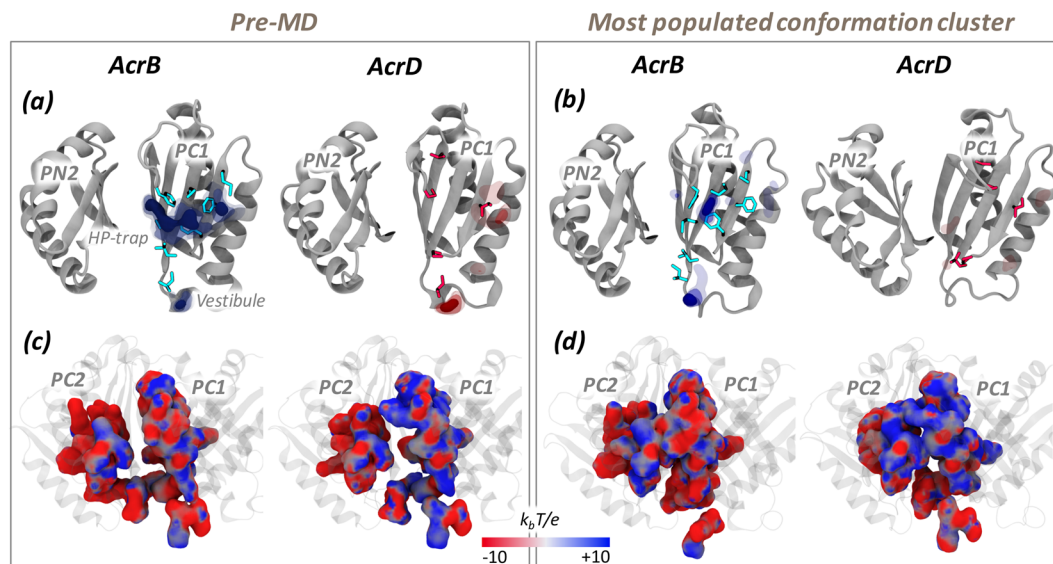 Pre-MD
Most populated conformation cluster
AcrB
AcrD
AcrB
AcrD
(a)
PN2
PC1
HP-trap
Vestibule
PC1
PN2
(b)
PN2
PC1
PN2
PC1
(c)
PC2
PC1
PC2
PC1
(d)
PC2
PC1
PC2
PC1
kbT/e
-10
+10